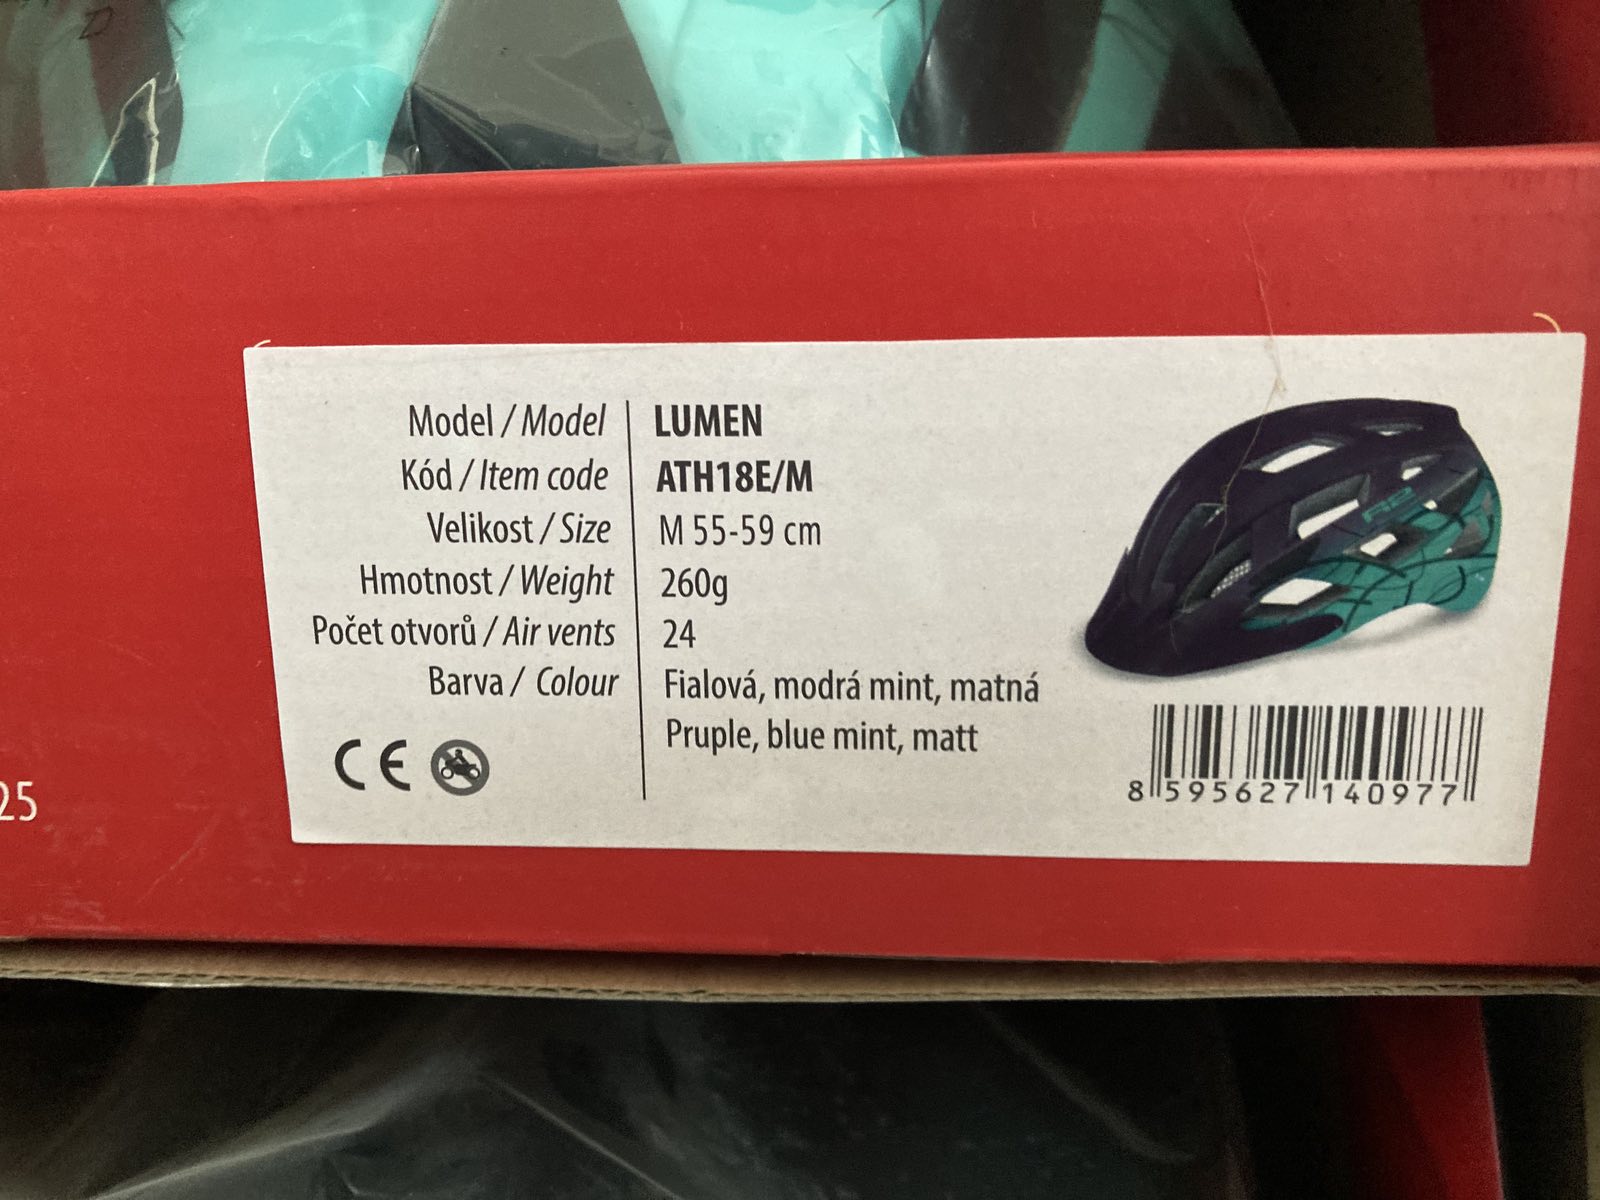 Model / Model LUMEN
Kód / Item code ATH18E/M
Velikost / Size M 55-59 cm
Hmotnost / Weight 260g
Počet otvorů / Air vents 24
Barva / Colour Fialová, modrá mint, matná
Pruple, blue mint, matt
CE
R2
8 595627 140977
25